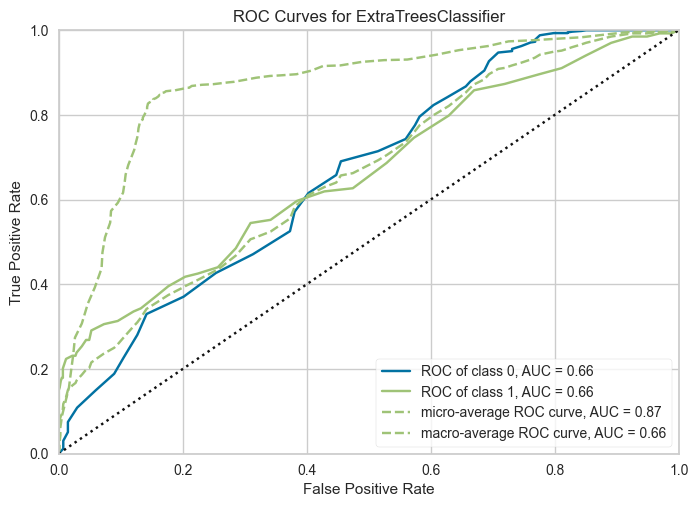 ROC Curves for ExtraTreesClassifier
True Positive Rate
1.0
0.8
0.6
0.4
0.2
0.0
ROC of class 0, AUC = 0.66
ROC of class 1, AUC = 0.66
micro-average ROC curve, AUC = 0.87
macro-average ROC curve, AUC = 0.66
0.0 0.2 0.4 0.6 0.8 1.0
False Positive Rate